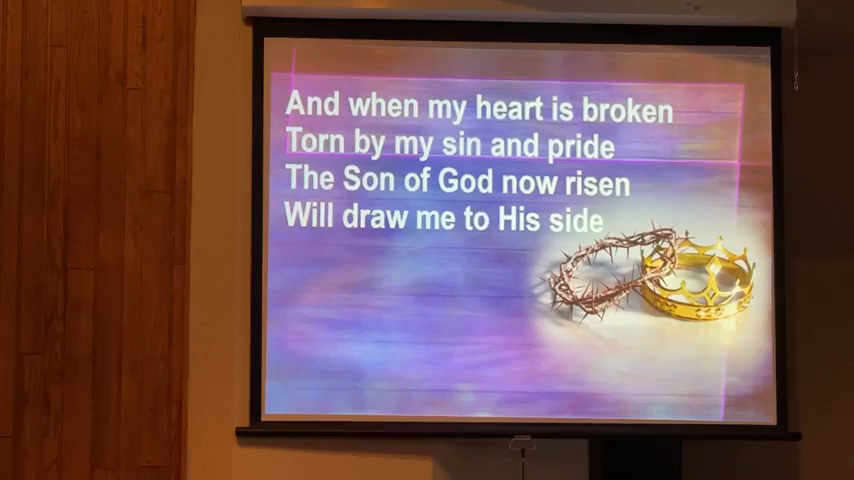 And when my heart is broken
Torn by my sin and pride
The Son of God now risen
Will draw me to His side